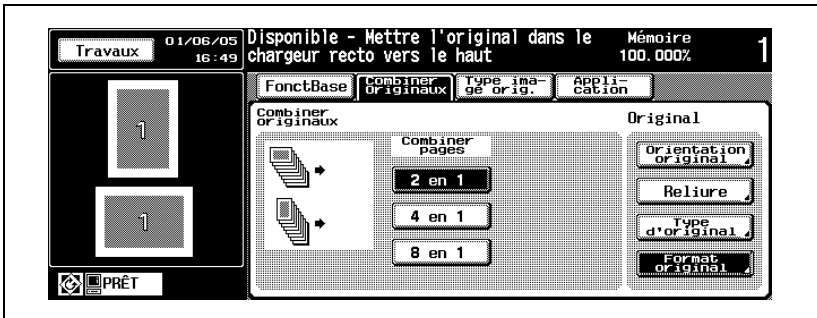 Travaux
01/06/05
16:49
Disponible - Mettre l'original dans le
chargeur recto vers le haut
Mémoire
100.000%
1
FonctBase
Combiner
Originaux
Type ima-
ge orig.
Appli-
cation
Combiner
originaux
Original
Combiner
pages
2 en 1
4 en 1
8 en 1
Orientation
original
Reliure
Type
d'original
Format
original
1
1
PRÊT